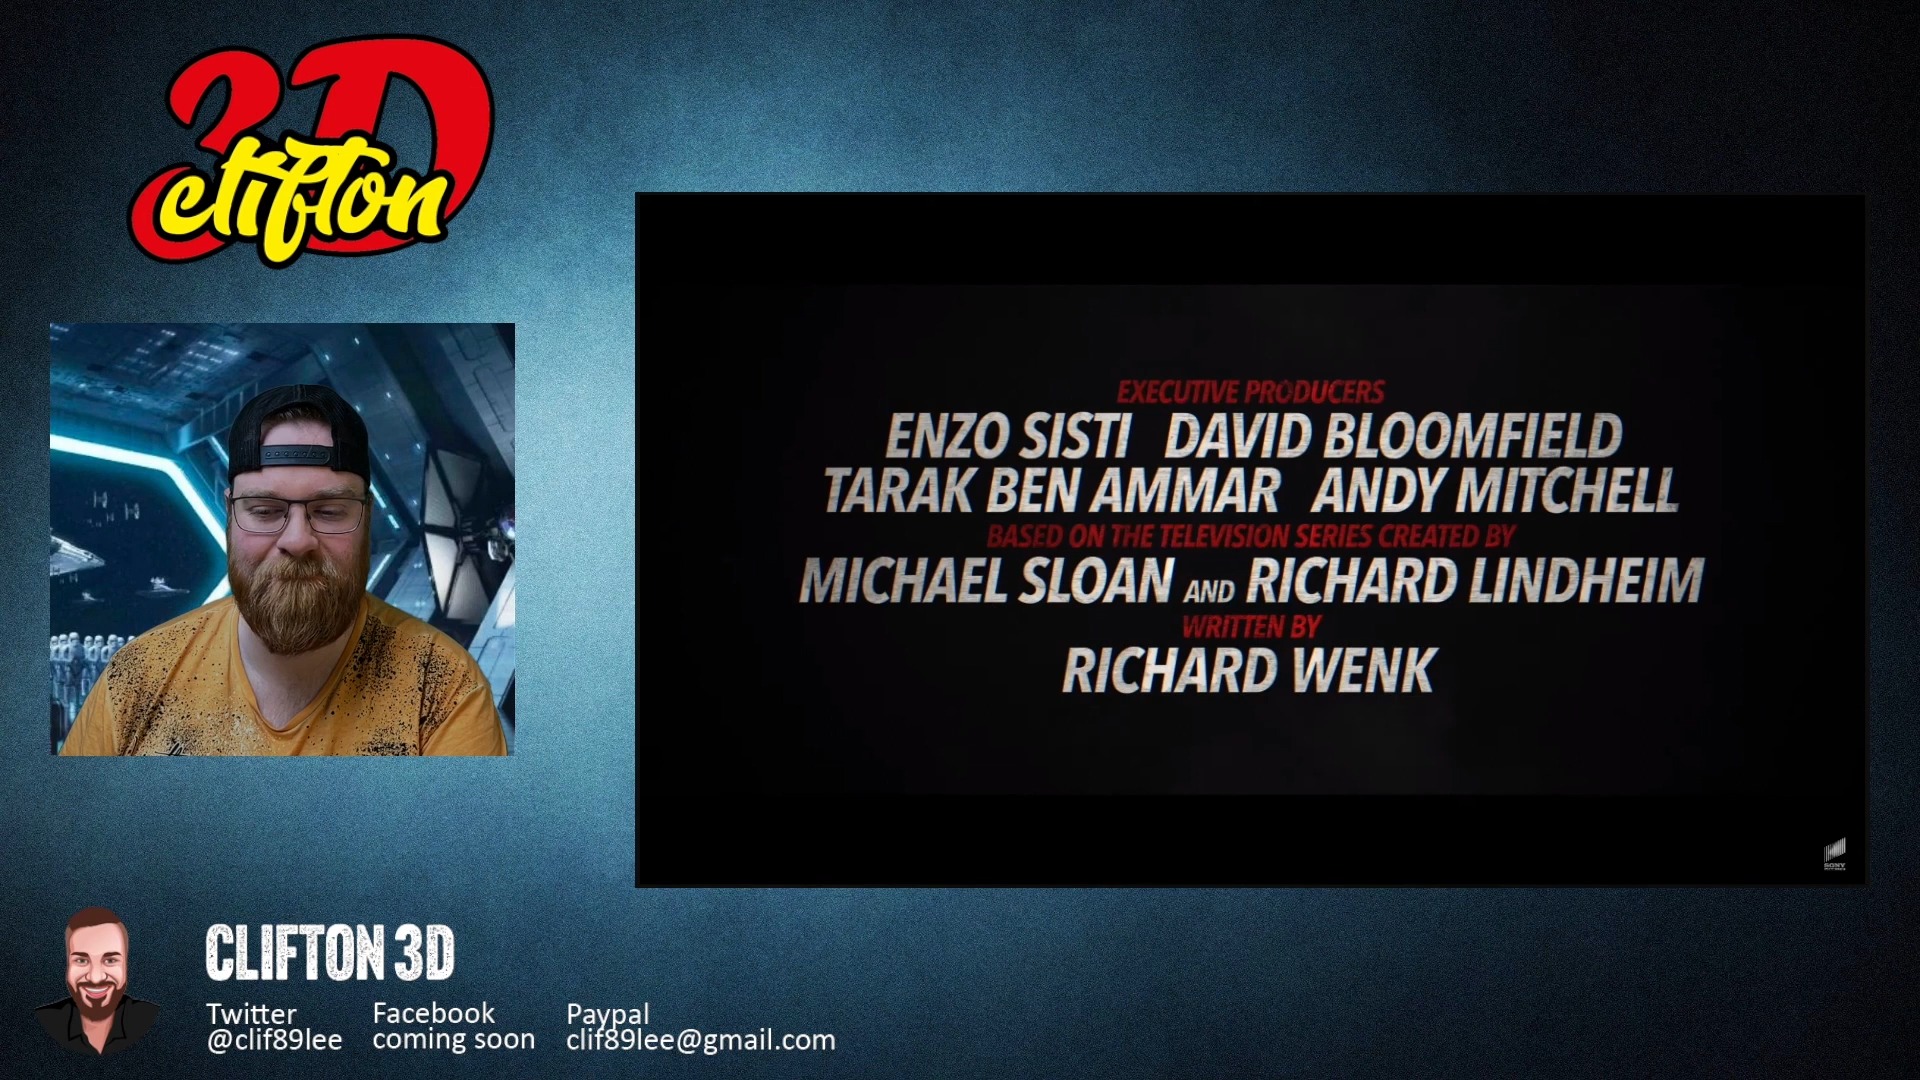 3D
clifton
EXECUTIVE PRODUCERS
ENZO SISTI DAVID BLOOMFIELD
TARAK BEN AMMAR ANDY MITCHELL
BASED ON THE TELEVISION SERIES CREATED BY
MICHAEL SLOAN AND RICHARD LINDHEIM
WRITTEN BY
RICHARD WENK
SONY
CLIFTON 3D
Twitter Facebook Paypal
@clif89lee coming soon clif89lee@gmail.com